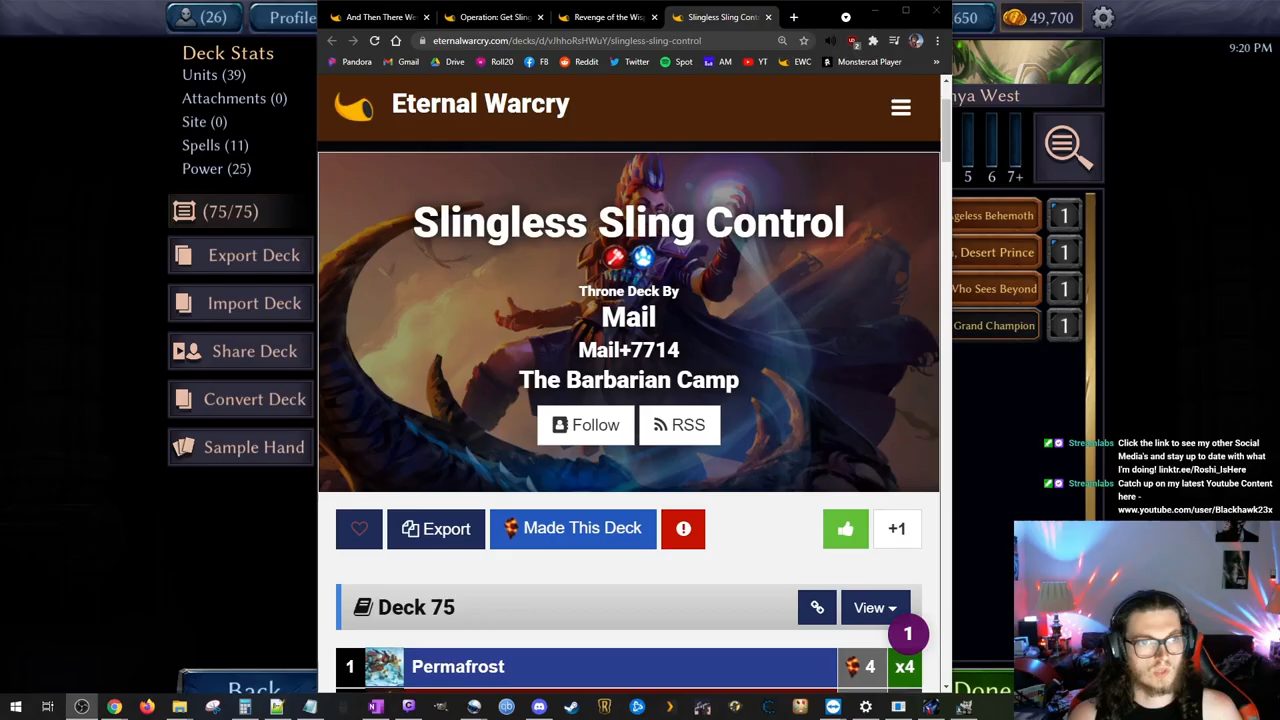 (26)
Profile
650
49,700
9:20 PM
And Then There We
Operation: Get Sling
Revenge of the Wisp
Slingless Sling Contr
eternalwarcry.com/decks/d/vJhhoRsHWuY/slingless-sling-control
Pandora
Gmail
Drive
Roll20
FB
Reddit
Twitter
Spot
AM
YT
EWC
Monstercat Player
Deck Stats
Units (39)
Attachments (0)
Site (0)
Spells (11)
Power (25)
(75/75)
Export Deck
Import Deck
Share Deck
Convert Deck
Sample Hand
Back
Eternal Warcry
Slingless Sling Control
Throne Deck By
Mail
Mail+7714
The Barbarian Camp
Follow
RSS
Export
Made This Deck
+1
Deck 75
View
1
1 Permafrost 4 x4
nya West
5 6 7+
Ageless Behemoth 1
, Desert Prince 1
Who Sees Beyond 1
Grand Champion 1
Streamlabs Click the link to see my other Social
Media's and stay up to date with what
I'm doing! linktr.ee/Roshi_IsHere
Streamlabs Catch up on my latest Youtube Content
here -
www.youtube.com/user/Blackhawk23x
Done